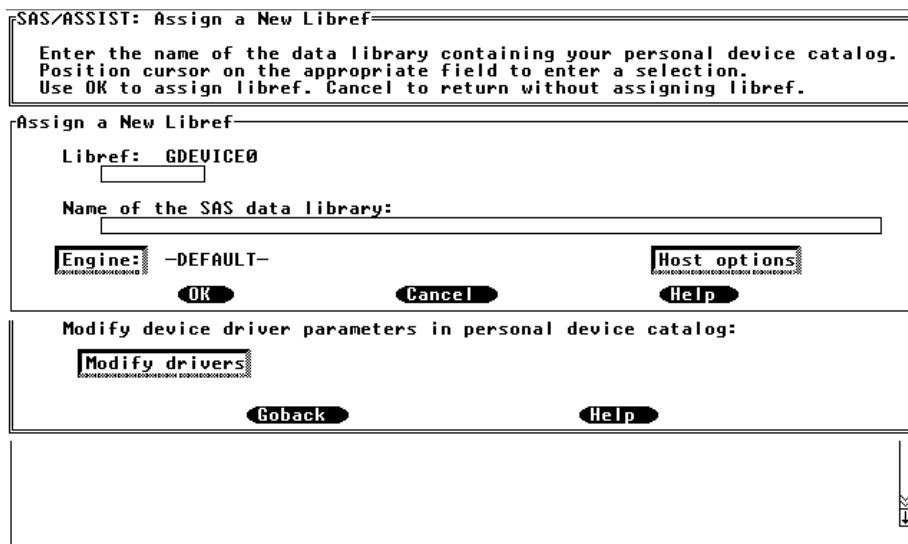 SAS/ASSIST: Assign a New Libref
Enter the name of the data library containing your personal device catalog.
Position cursor on the appropriate field to enter a selection.
Use OK to assign libref. Cancel to return without assigning libref.
Assign a New Libref
Libref: GDEVICE0
Name of the SAS data library:
Engine: -DEFAULT- Host options
OK Cancel Help
Modify device driver parameters in personal device catalog:
Modify drivers
Goback Help